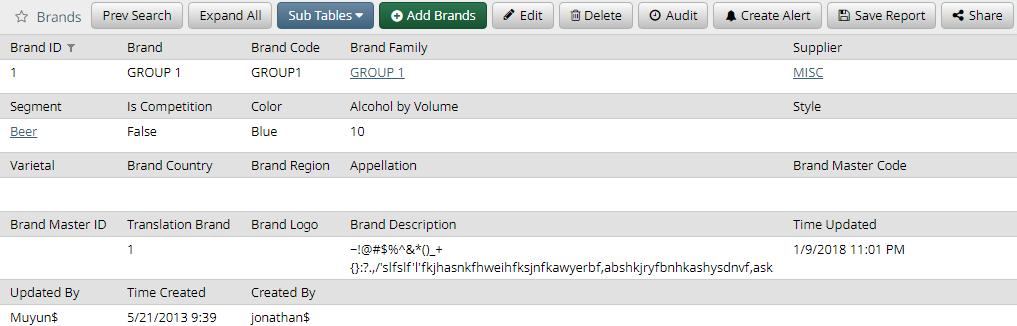 Brands Prev Search Expand All Sub Tables Add Brands Edit Delete Audit Create Alert Save Report Share
Brand ID Brand Brand Code Brand Family Supplier
1 GROUP 1 GROUP1 GROUP 1 MISC
Segment Is Competition Color Alcohol by Volume Style
Beer False Blue 10
Varietal Brand Country Brand Region Appellation Brand Master Code
Brand Master ID Translation Brand Brand Logo Brand Description Time Updated
1 ~!@#$%^&*()_+ 1/9/2018 11:01 PM
{}:?.,/'slfslf'l'fkjhasnkfhweihfksjnfkawyerbf,abshkjryfbnhkashysdnvf,ask
Updated By Time Created Created By
Muyun$ 5/21/2013 9:39 jonathan$